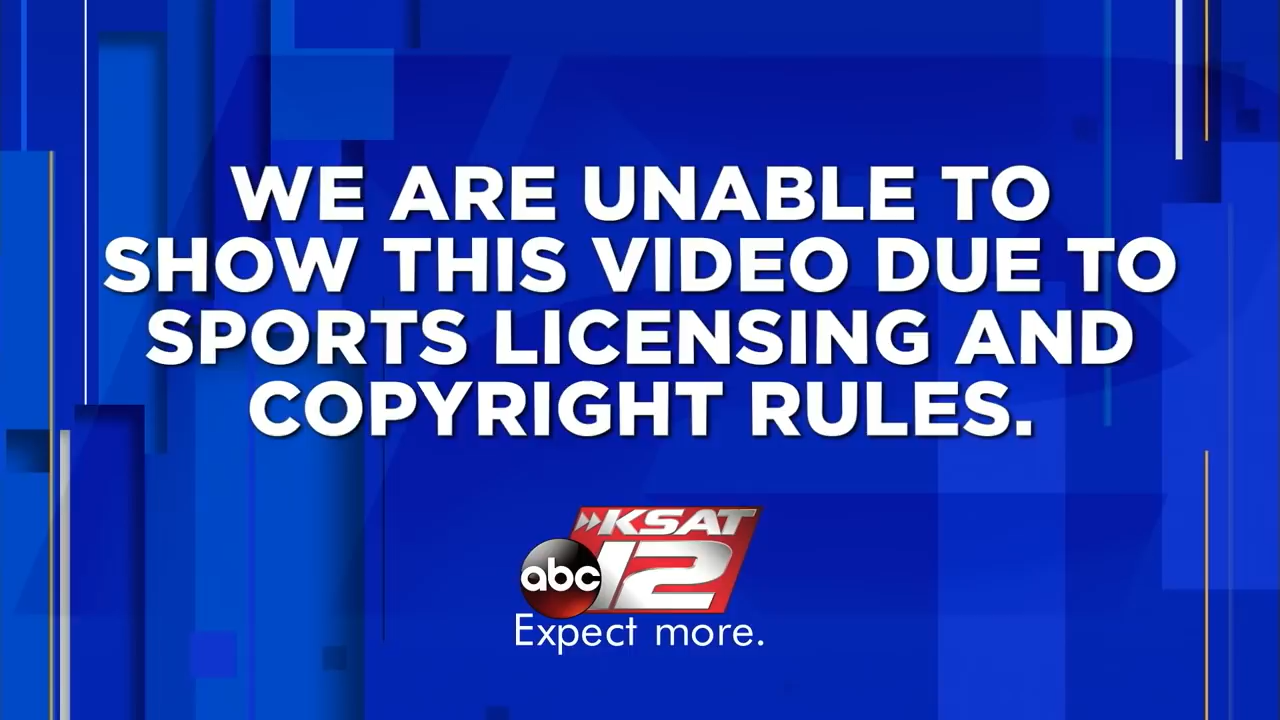 WE ARE UNABLE TO
SHOW THIS VIDEO DUE TO
SPORTS LICENSING AND
COPYRIGHT RULES.
KSAT
abc 12
Expect more.